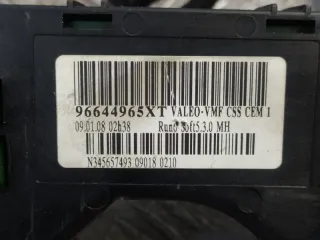 96644965XT VALEO-VMF CSS CEM 1
09.01.08 02h38 Run0 Soft5.3.0 MH
N345657493 09018 0210